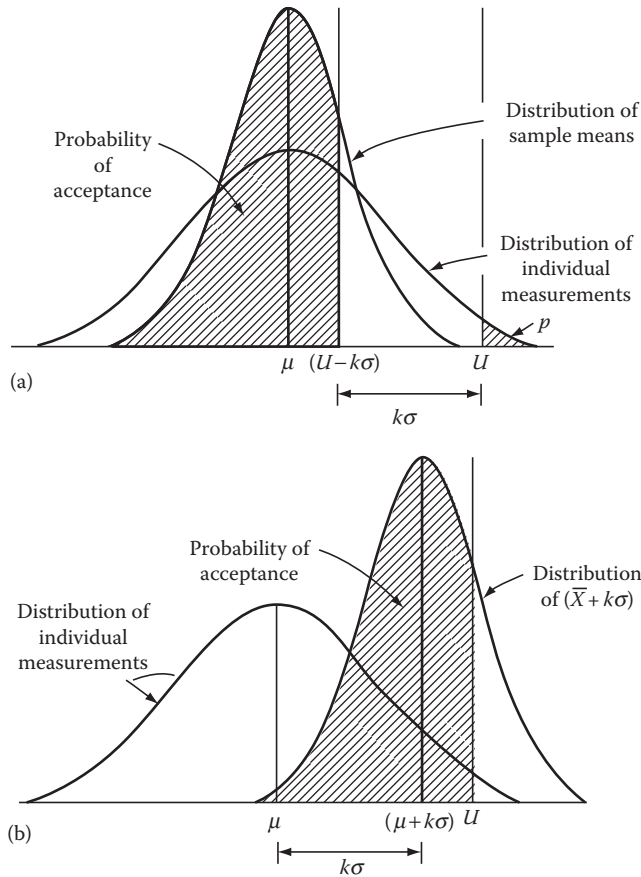 Probability
of
acceptance
Distribution of
sample means
Distribution of
individual
measurements
p
μ (U – kσ) U
(a)
kσ
Probability of
acceptance
Distribution of
individual
measurements
Distribution
of (X̅ + kσ)
μ (μ + kσ) U
(b)
kσ